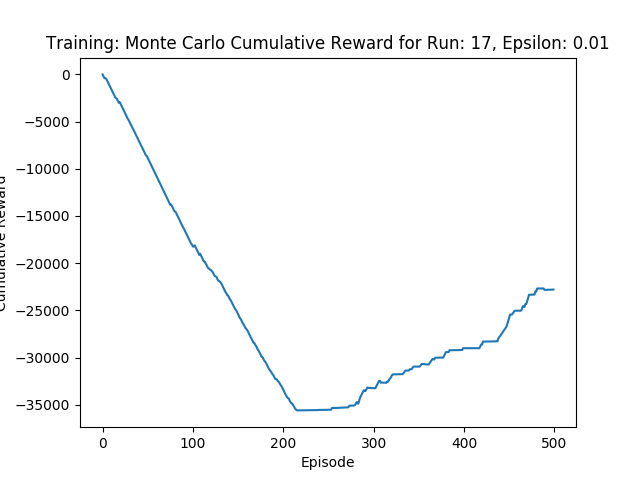 Training: Monte Carlo Cumulative Reward for Run: 17, Epsilon: 0.01
0
−5000
−10000
−15000
−20000
−25000
−30000
−35000
Cumulative Reward
0 100 200 300 400 500
Episode